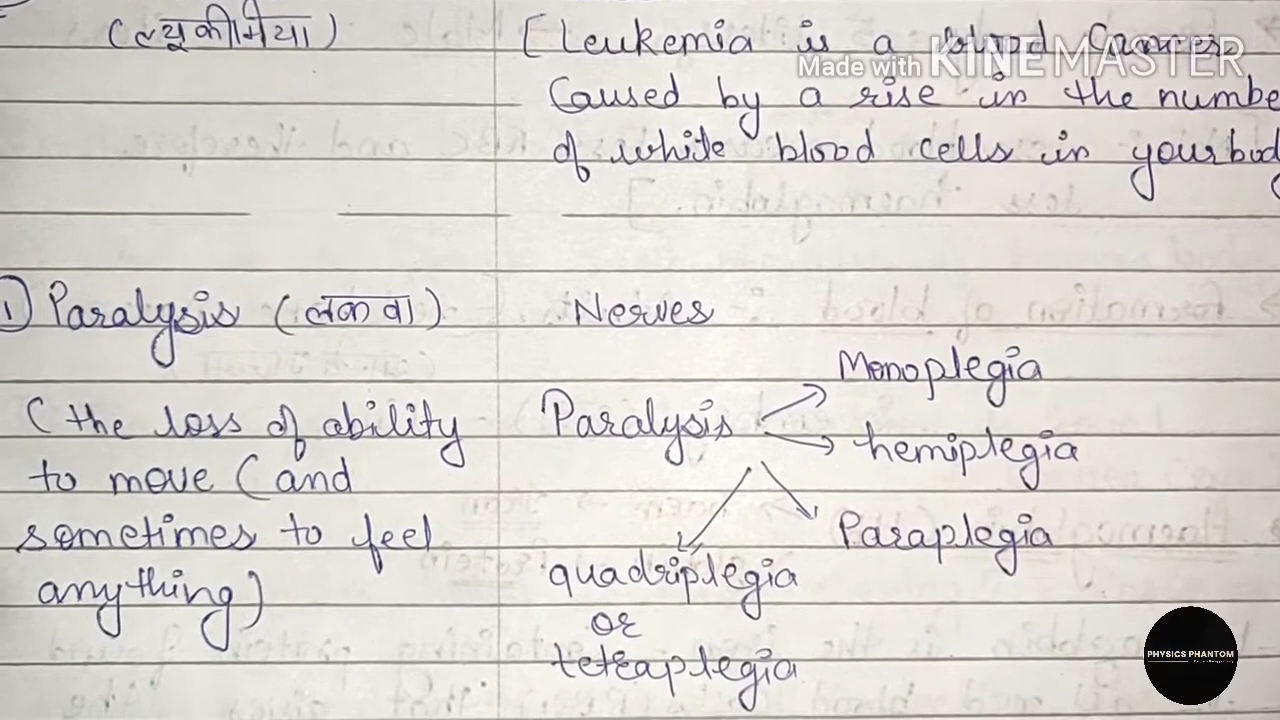 (ल्यूकीमिया)
[Leukemia is a blood Cancer
Made with KINEMASTER
Caused by a rise in the numbe
of white blood cells in your bod
1) Paralysis (लकवा)
Nerves
(the loss of ability
to move (and
sometimes to feel
anything)
Paralysis
Monoplegia
hemiplegia
Paraplegia
quadriplegia
or
tetraplegia
PHYSICS PHANTOM